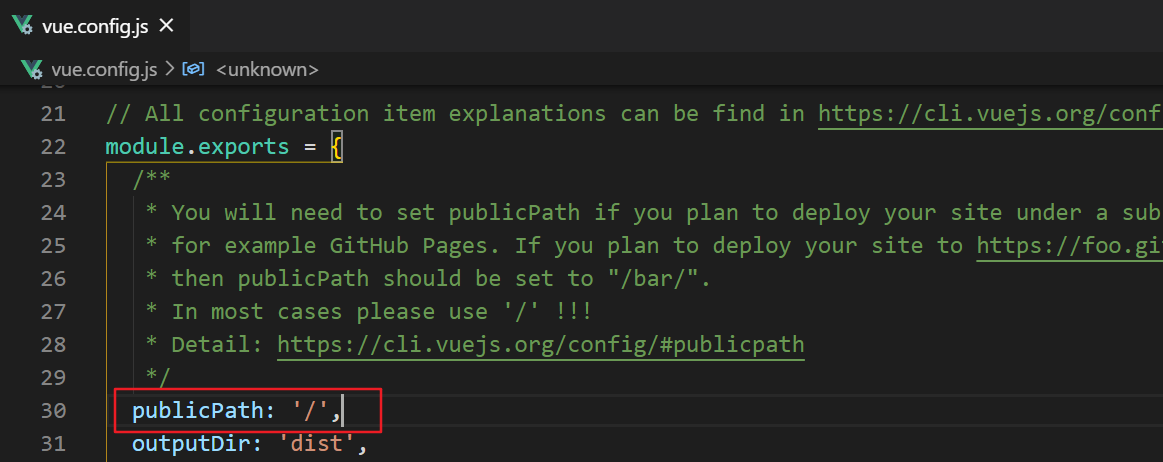 vue.config.js
vue.config.js > <unknown>
21 // All configuration item explanations can be find in https://cli.vuejs.org/conf
22 module.exports = {
23 /**
24 * You will need to set publicPath if you plan to deploy your site under a sub
25 * for example GitHub Pages. If you plan to deploy your site to https://foo.gi
26 * then publicPath should be set to "/bar/".
27 * In most cases please use '/' !!!
28 * Detail: https://cli.vuejs.org/config/#publicpath
29 */
30 publicPath: '/',
31 outputDir: 'dist',